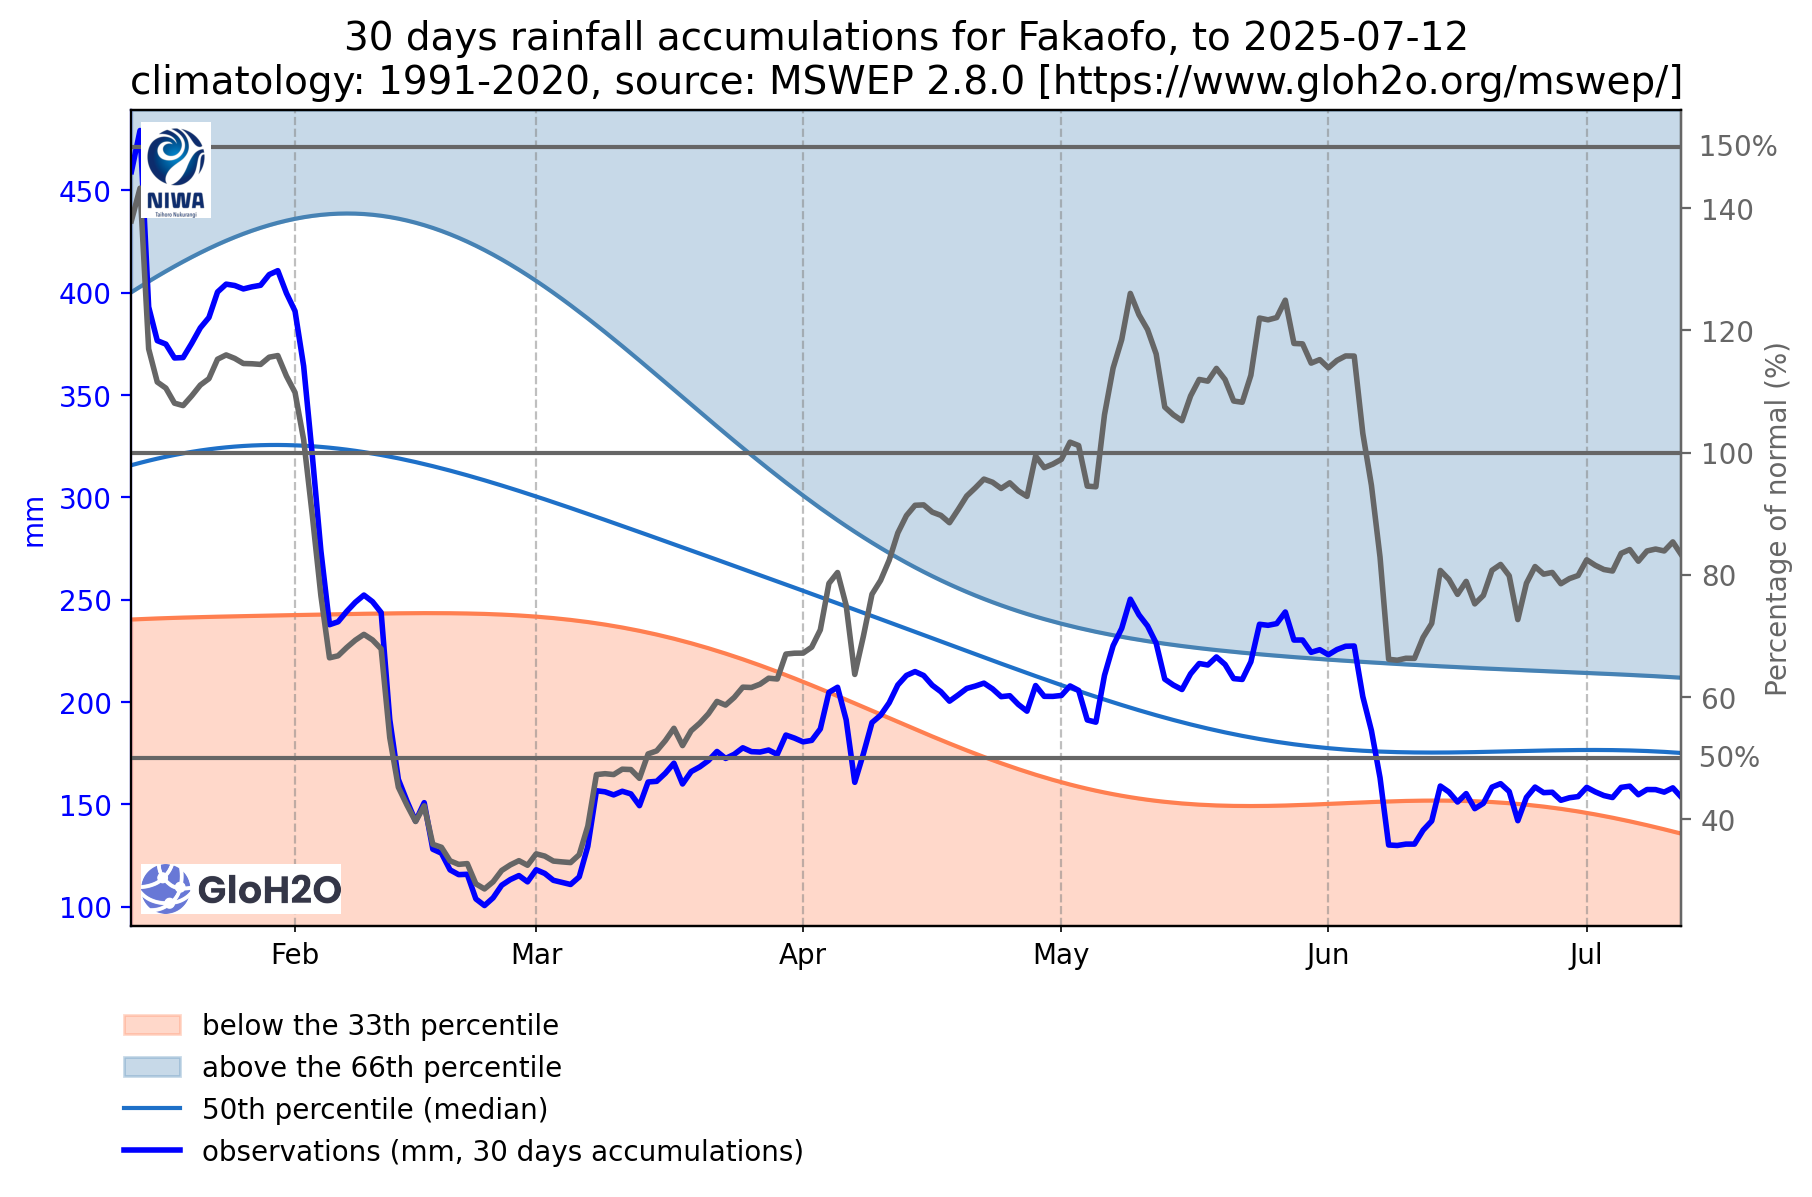 30 days rainfall accumulations for Fakaofo, to 2025-07-12
climatology: 1991-2020, source: MSWEP 2.8.0 [https://www.gloh2o.org/mswep/]
NIWA
Taihoro Nukurangi
450
400
350
300
250
200
150
100
mm
150%
140
120
100
80
60
50%
40
Percentage of normal (%)
GloH2O
Feb Mar Apr May Jun Jul
below the 33th percentile
above the 66th percentile
50th percentile (median)
observations (mm, 30 days accumulations)